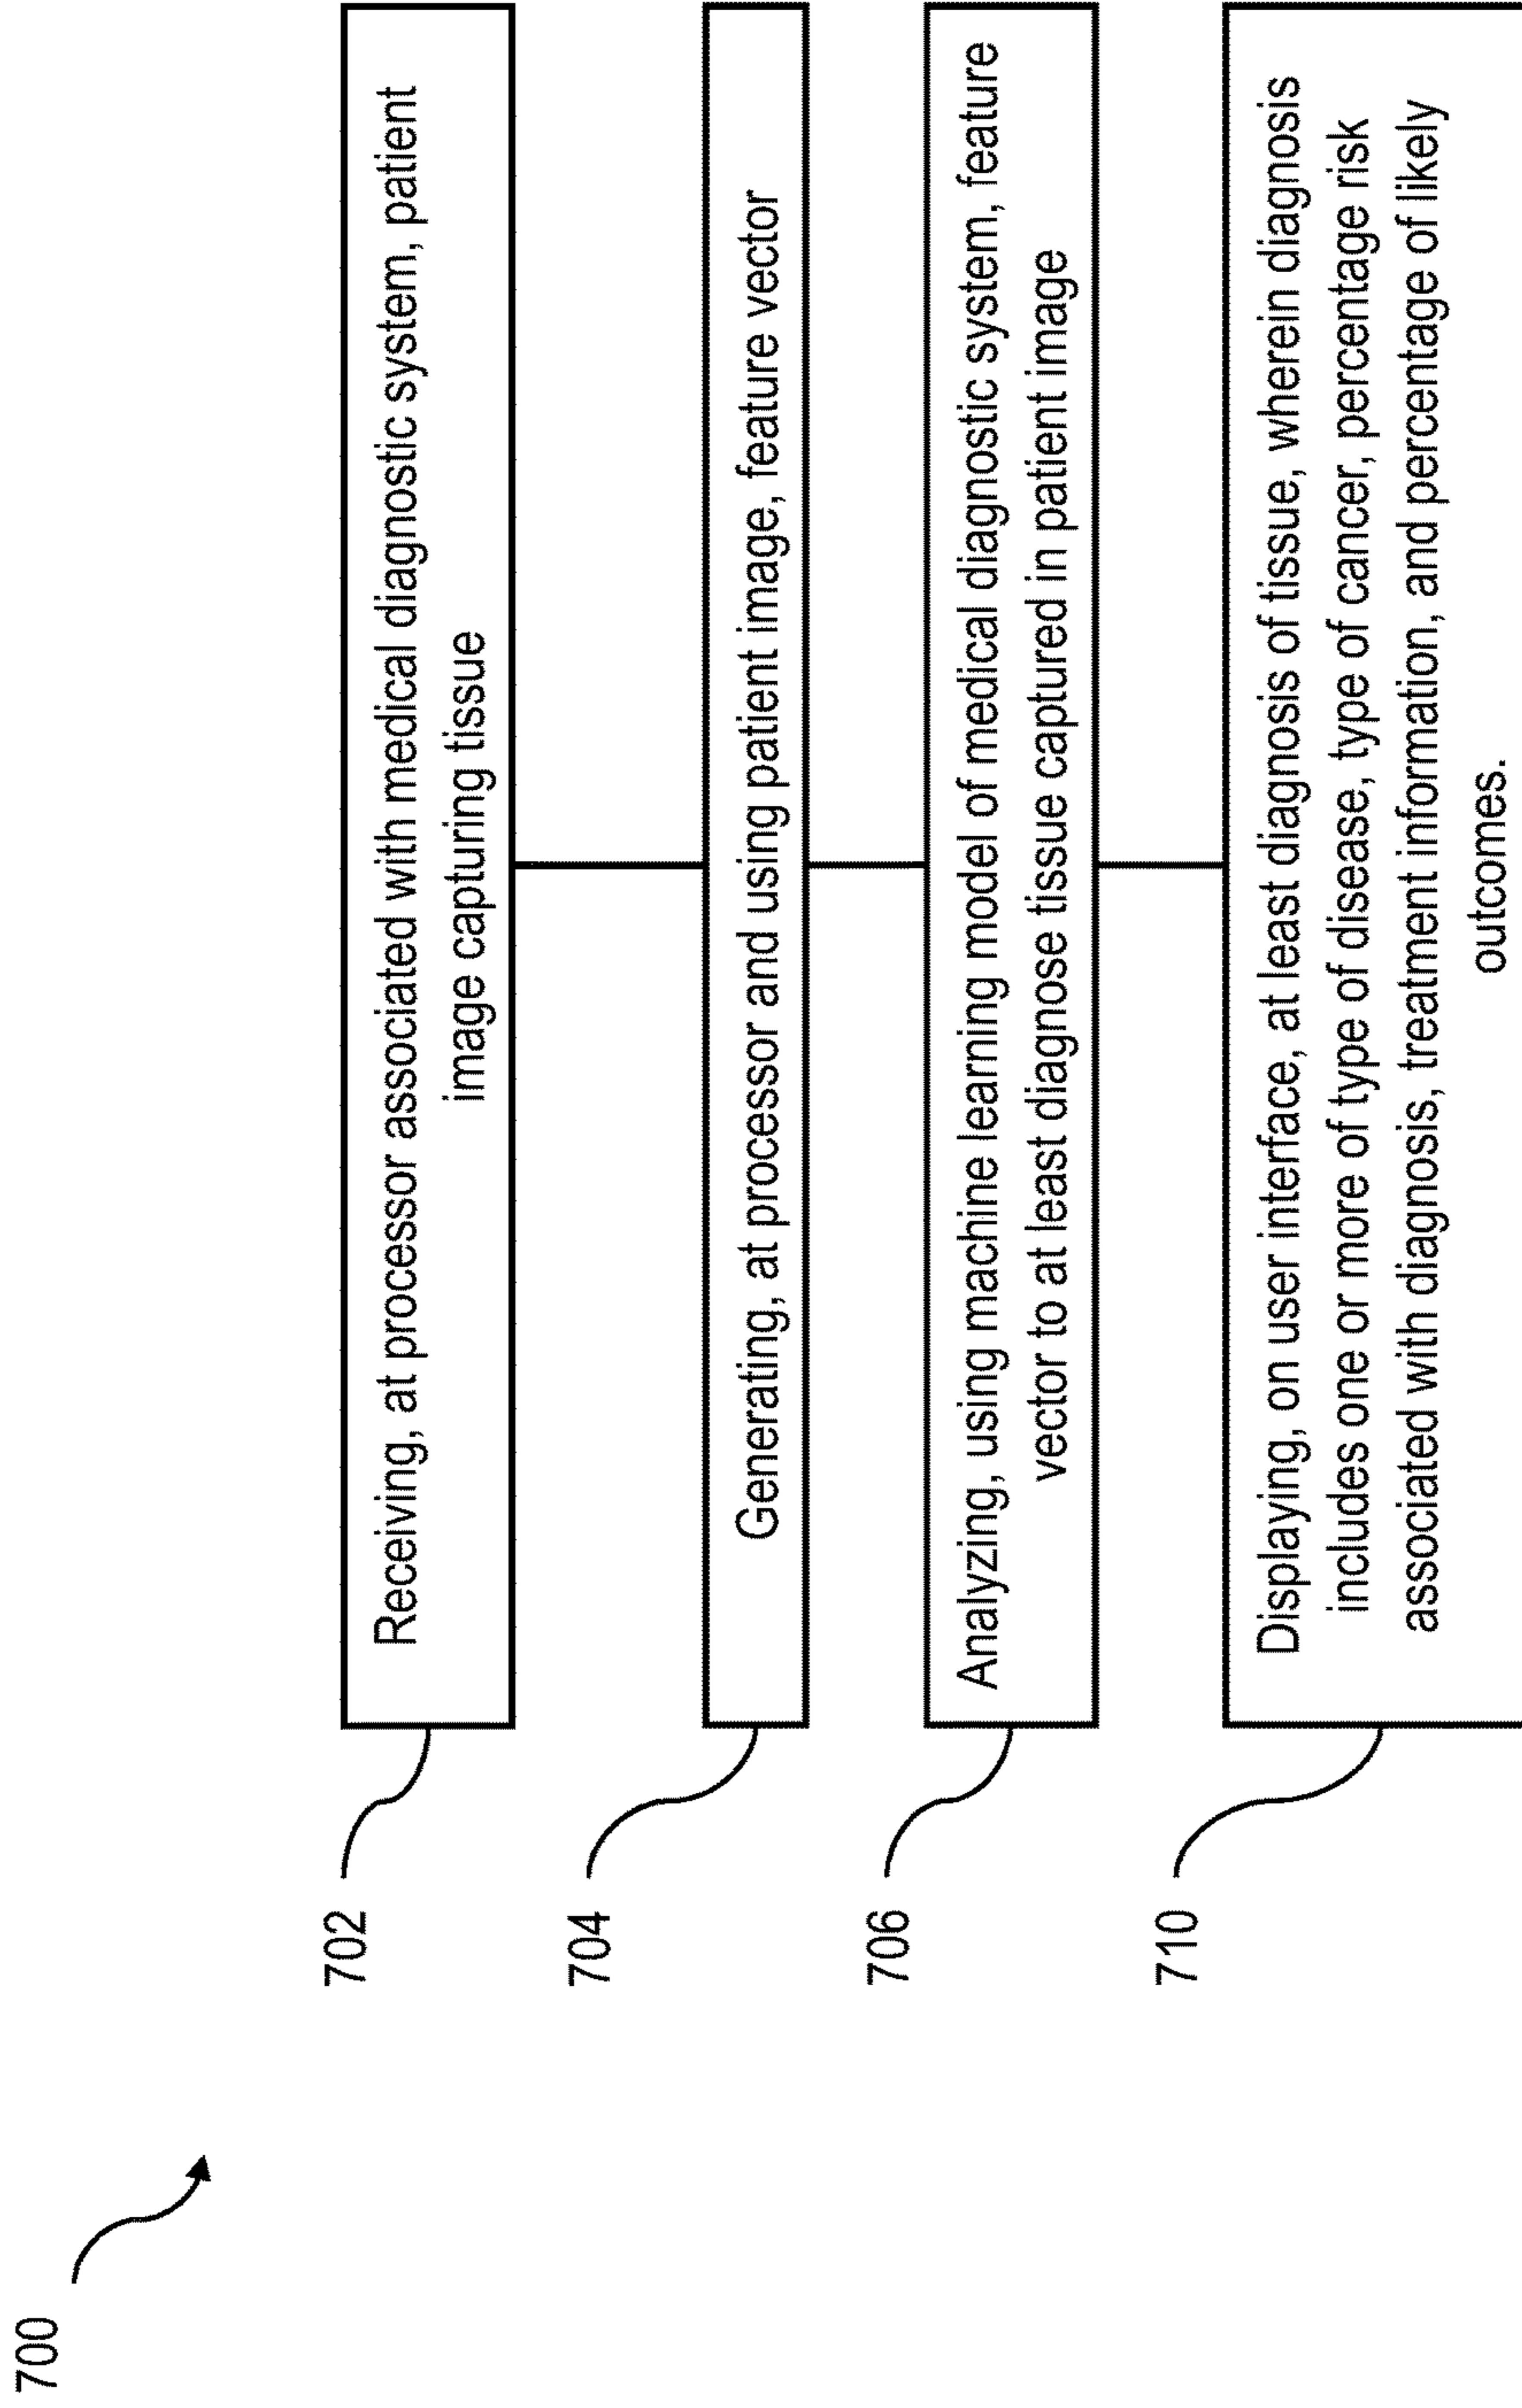 700
702
Receiving, at processor associated with medical diagnostic system, patient
image capturing tissue
704
Generating, at processor and using patient image, feature vector
706
Analyzing, using machine learning model of medical diagnostic system, feature
vector to at least diagnose tissue captured in patient image
710
Displaying, on user interface, at least diagnosis of tissue, wherein diagnosis
includes one or more of type of disease, type of cancer, percentage risk
associated with diagnosis, treatment information, and percentage of likely
outcomes.